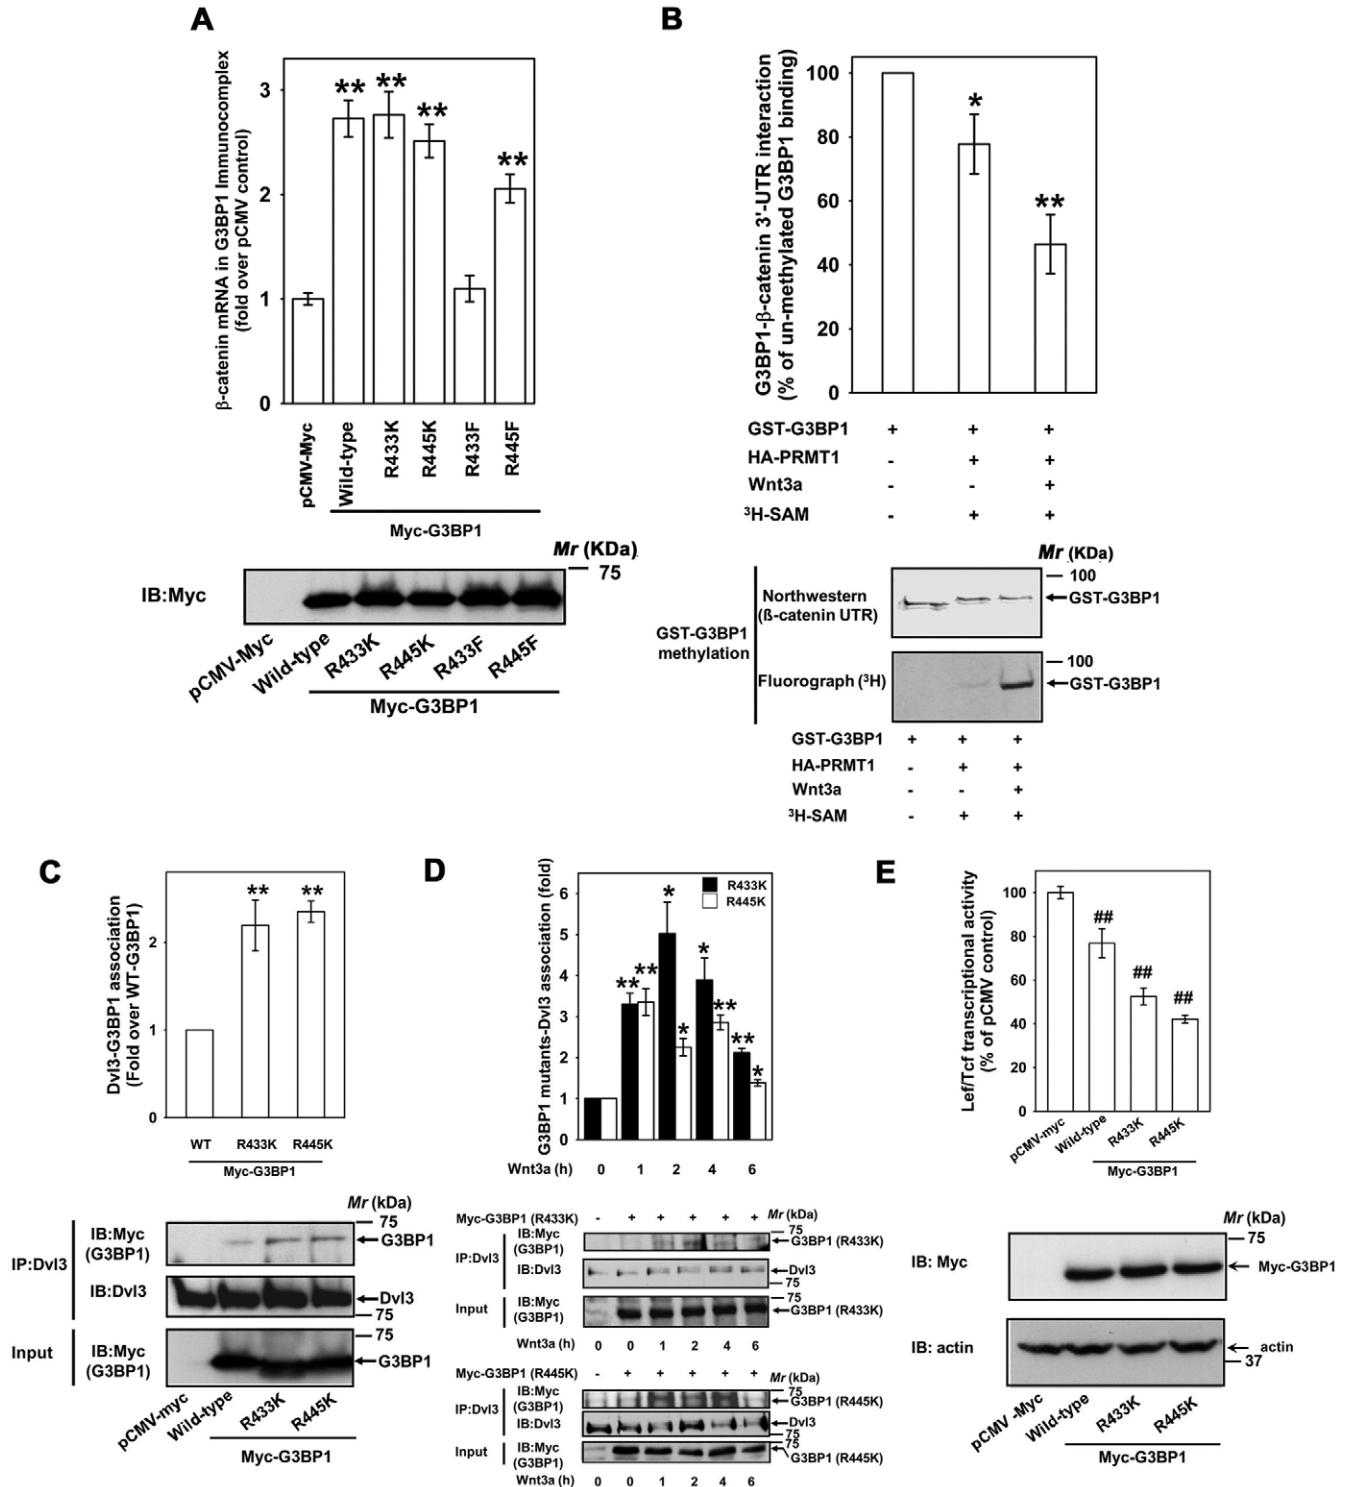 A
β-catenin mRNA in G3BP1 Immunocomplex
(fold over pCMV control)
3
2
1
0
** ** ** **
pCMV-Myc Wild-type R433K R445K R433F R445F
Myc-G3BP1
Mr (KDa)
75
IB:Myc
pCMV-Myc Wild-type R433K R445K R433F R445F
Myc-G3BP1
B
G3BP1-β-catenin 3'-UTR interaction
(% of un-methylated G3BP1 binding)
100
80
60
40
20
0
* **
GST-G3BP1 + + +
HA-PRMT1 - + +
Wnt3a - - +
³H-SAM - + +
Mr (KDa)
GST-G3BP1
methylation
Northwestern
(ß-catenin UTR)
100
GST-G3BP1
Fluorograph (³H)
100
GST-G3BP1
GST-G3BP1 + + +
HA-PRMT1 - + +
Wnt3a - - +
³H-SAM - + +
C
Dvl3-G3BP1 association
(Fold over WT-G3BP1)
2
1
0
** **
WT R433K R445K
Myc-G3BP1
Mr (kDa)
IP:Dvl3
IB:Myc
(G3BP1)
75
G3BP1
IB:Dvl3
Dvl3
75
Input
IB:Myc
(G3BP1)
75
G3BP1
pCMV-myc Wild-type R433K R445K
Myc-G3BP1
D
G3BP1 mutants-Dvl3 association (fold)
6
5
4
3
2
1
0
R433K
R445K
** ** * * * ** ** *
Wnt3a (h) 0 1 2 4 6
Myc-G3BP1 (R433K) - + + + + + Mr (kDa)
IP:Dvl3
IB:Myc
(G3BP1)
75
G3BP1 (R433K)
IB:Dvl3
Dvl3
75
Input
IB:Myc
(G3BP1)
75
G3BP1 (R433K)
Wnt3a (h) 0 0 1 2 4 6
Myc-G3BP1 (R445K) - + + + + + Mr (kDa)
IP:Dvl3
IB:Myc
(G3BP1)
75
G3BP1 (R445K)
IB:Dvl3
Dvl3
75
Input
IB:Myc
(G3BP1)
75
G3BP1 (R445K)
Wnt3a (h) 0 0 1 2 4 6
E
Lef/Tcf transcriptional activity
(% of pCMV control)
100
80
60
40
20
0
## ## ##
pCMV-myc Wild-type R433K R445K
Myc-G3BP1
Mr (kDa)
75
IB: Myc
Myc-G3BP1
IB: actin
actin
37
pCMV -Myc Wild-type R433K R445K
Myc-G3BP1